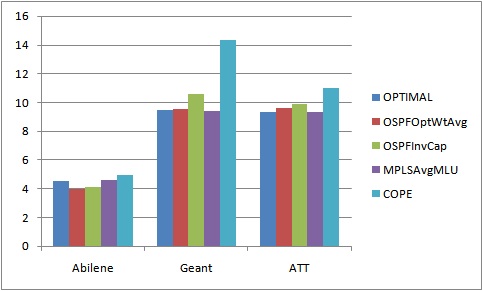 16
14
12
10
8
6
4
2
0
Abilene
Geant
ATT
OPTIMAL
OSPFOptWtAvg
OSPFInvCap
MPLSAvgMLU
COPE